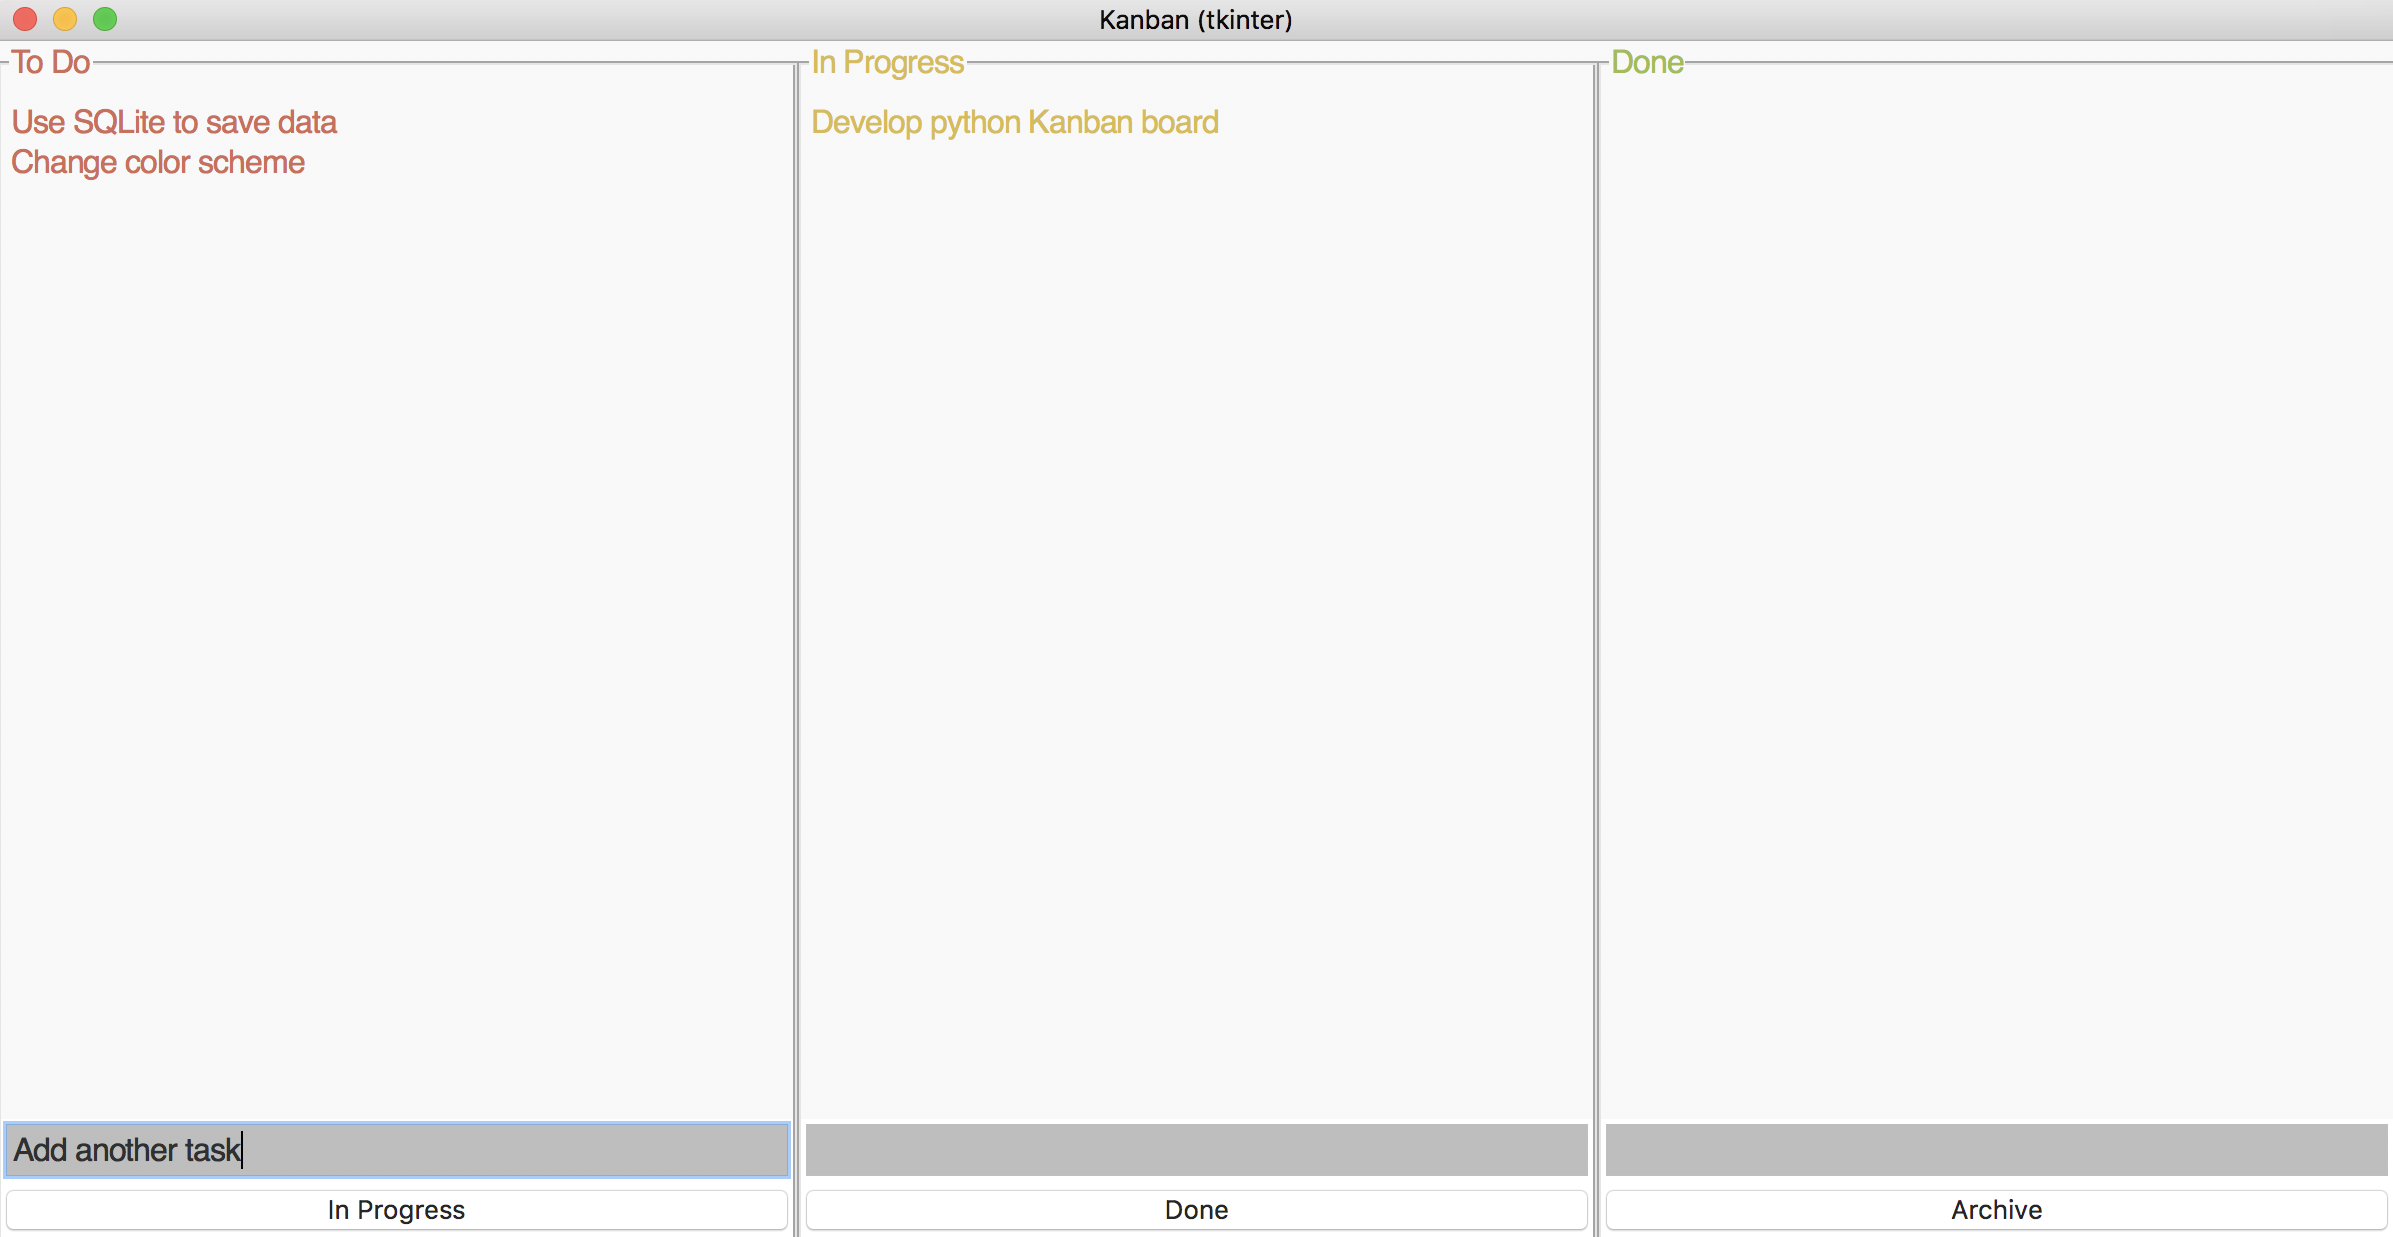 Kanban (tkinter)
To Do
Use SQLite to save data
Change color scheme
Add another task
In Progress
In Progress
Develop python Kanban board
Done
Done
Archive